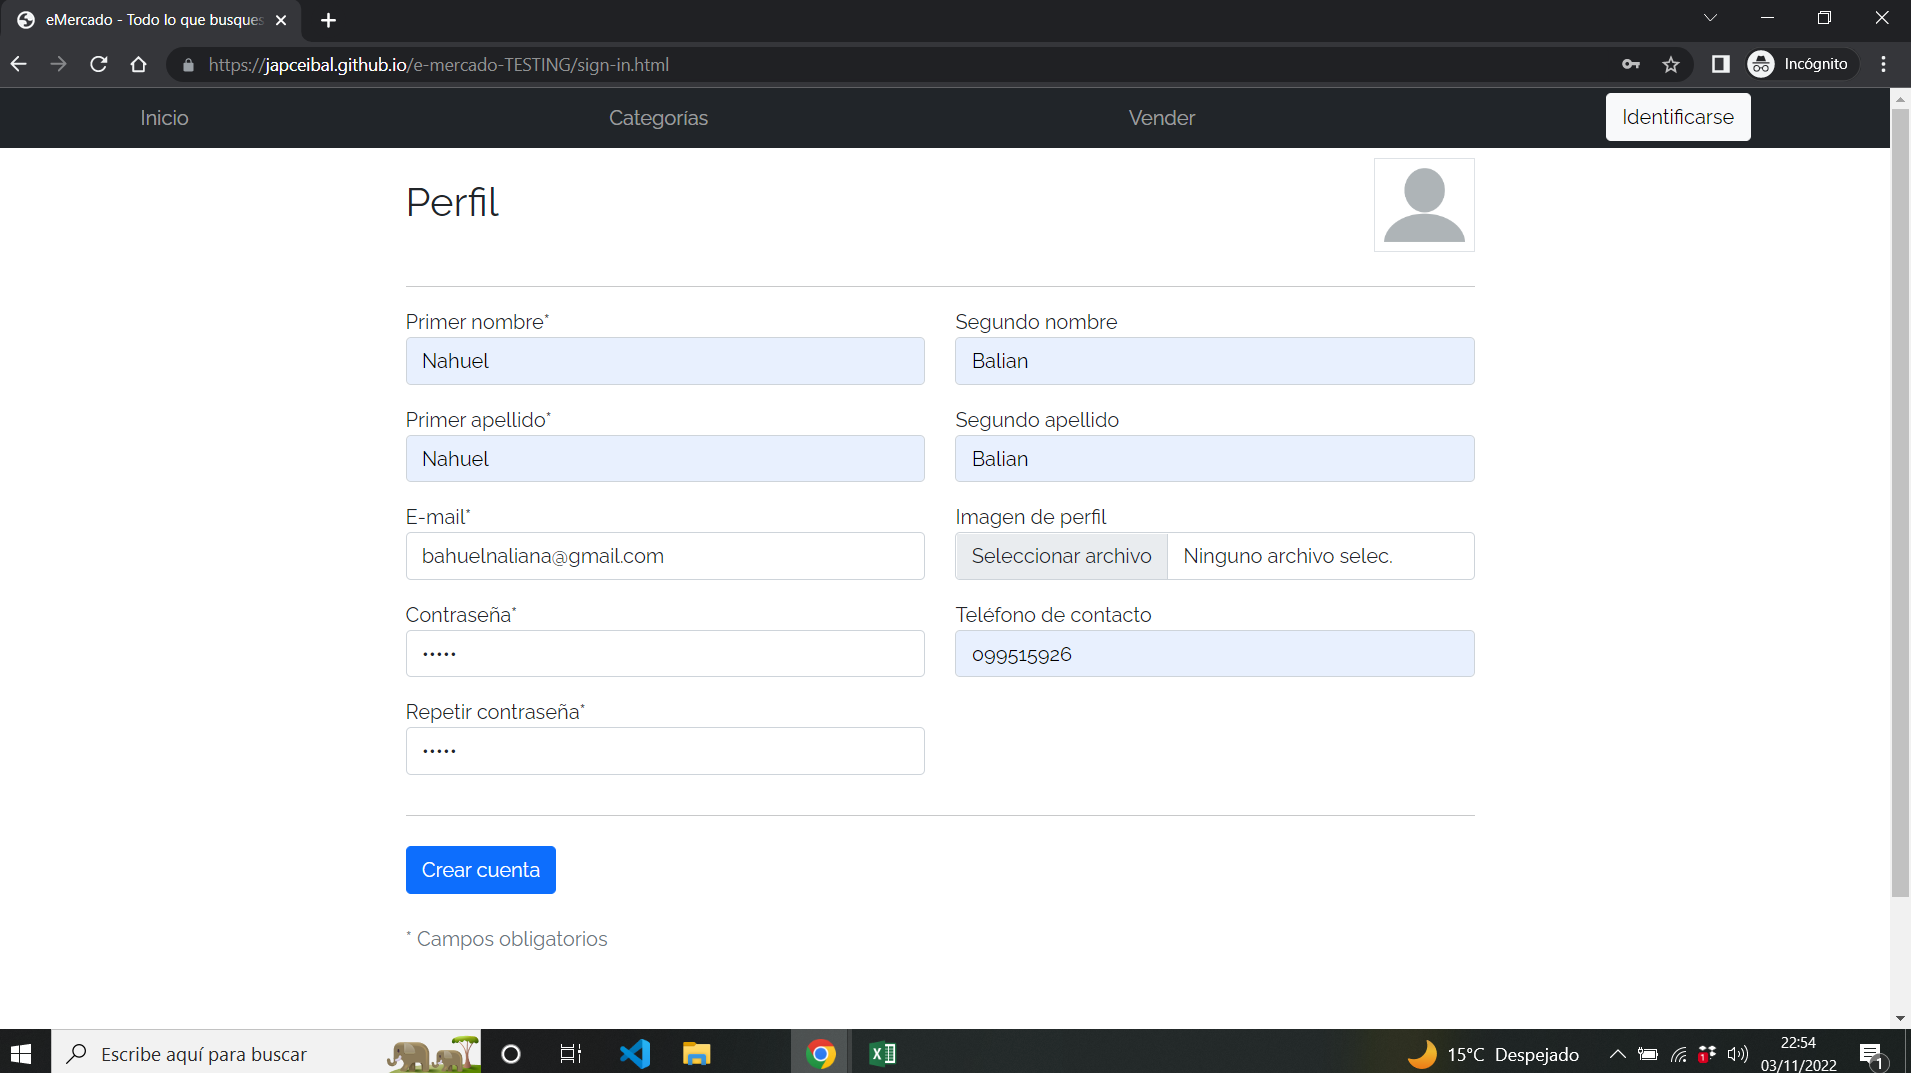 eMercado - Todo lo que busques
https://japceibal.github.io/e-mercado-TESTING/sign-in.html
Incógnito
Inicio
Categorías
Vender
Identificarse
Perfil
Primer nombre*
Segundo nombre
Nahuel
Balian
Primer apellido*
Segundo apellido
Nahuel
Balian
E-mail*
Imagen de perfil
bahuelnaliana@gmail.com
Seleccionar archivo
Ninguno archivo selec.
Contraseña*
Teléfono de contacto
•••••
099515926
Repetir contraseña*
•••••
Crear cuenta
* Campos obligatorios
Escribe aquí para buscar
15°C Despejado
1
22:54
03/11/2022
1